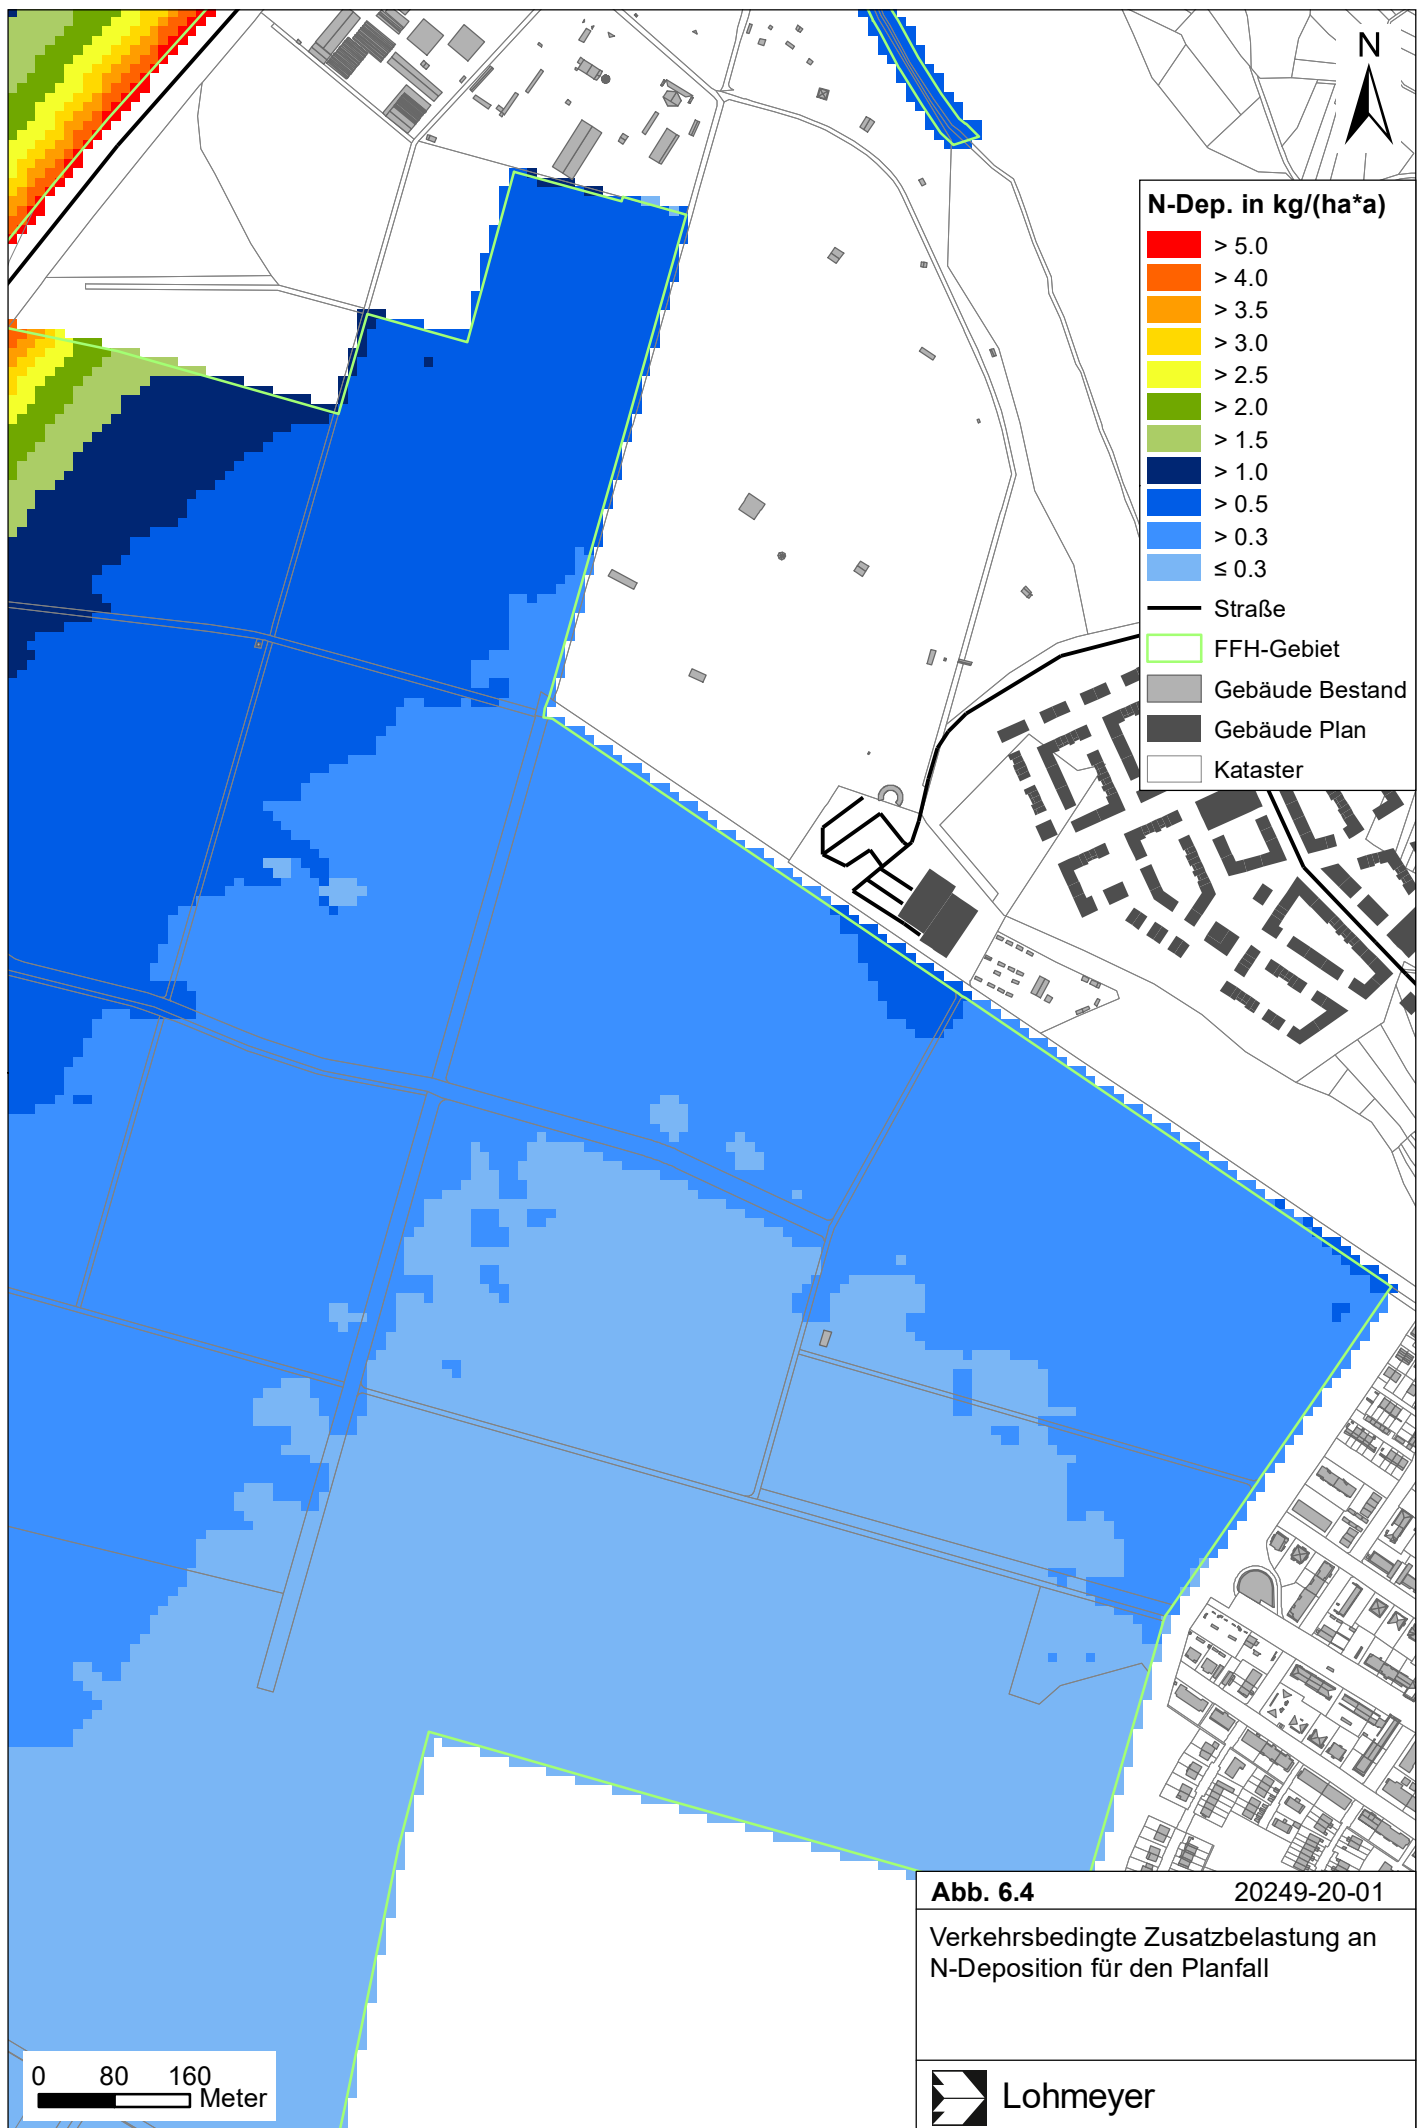 N
N-Dep. in kg/(ha*a)
> 5.0
> 4.0
> 3.5
> 3.0
> 2.5
> 2.0
> 1.5
> 1.0
> 0.5
> 0.3
≤ 0.3
Straße
FFH-Gebiet
Gebäude Bestand
Gebäude Plan
Kataster
Abb. 6.4 20249-20-01
Verkehrsbedingte Zusatzbelastung an
N-Deposition für den Planfall
0 80 160
Meter
Lohmeyer